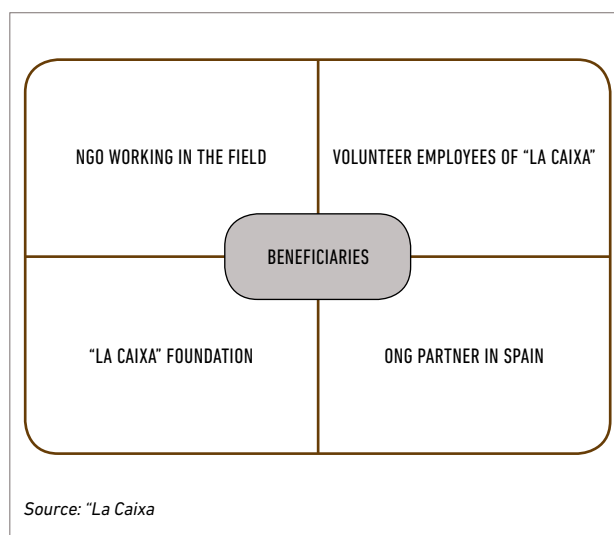 NGO WORKING IN THE FIELD
VOLUNTEER EMPLOYEES OF “LA CAIXA”
BENEFICIARIES
“LA CAIXA” FOUNDATION
ONG PARTNER IN SPAIN
Source: “La Caixa